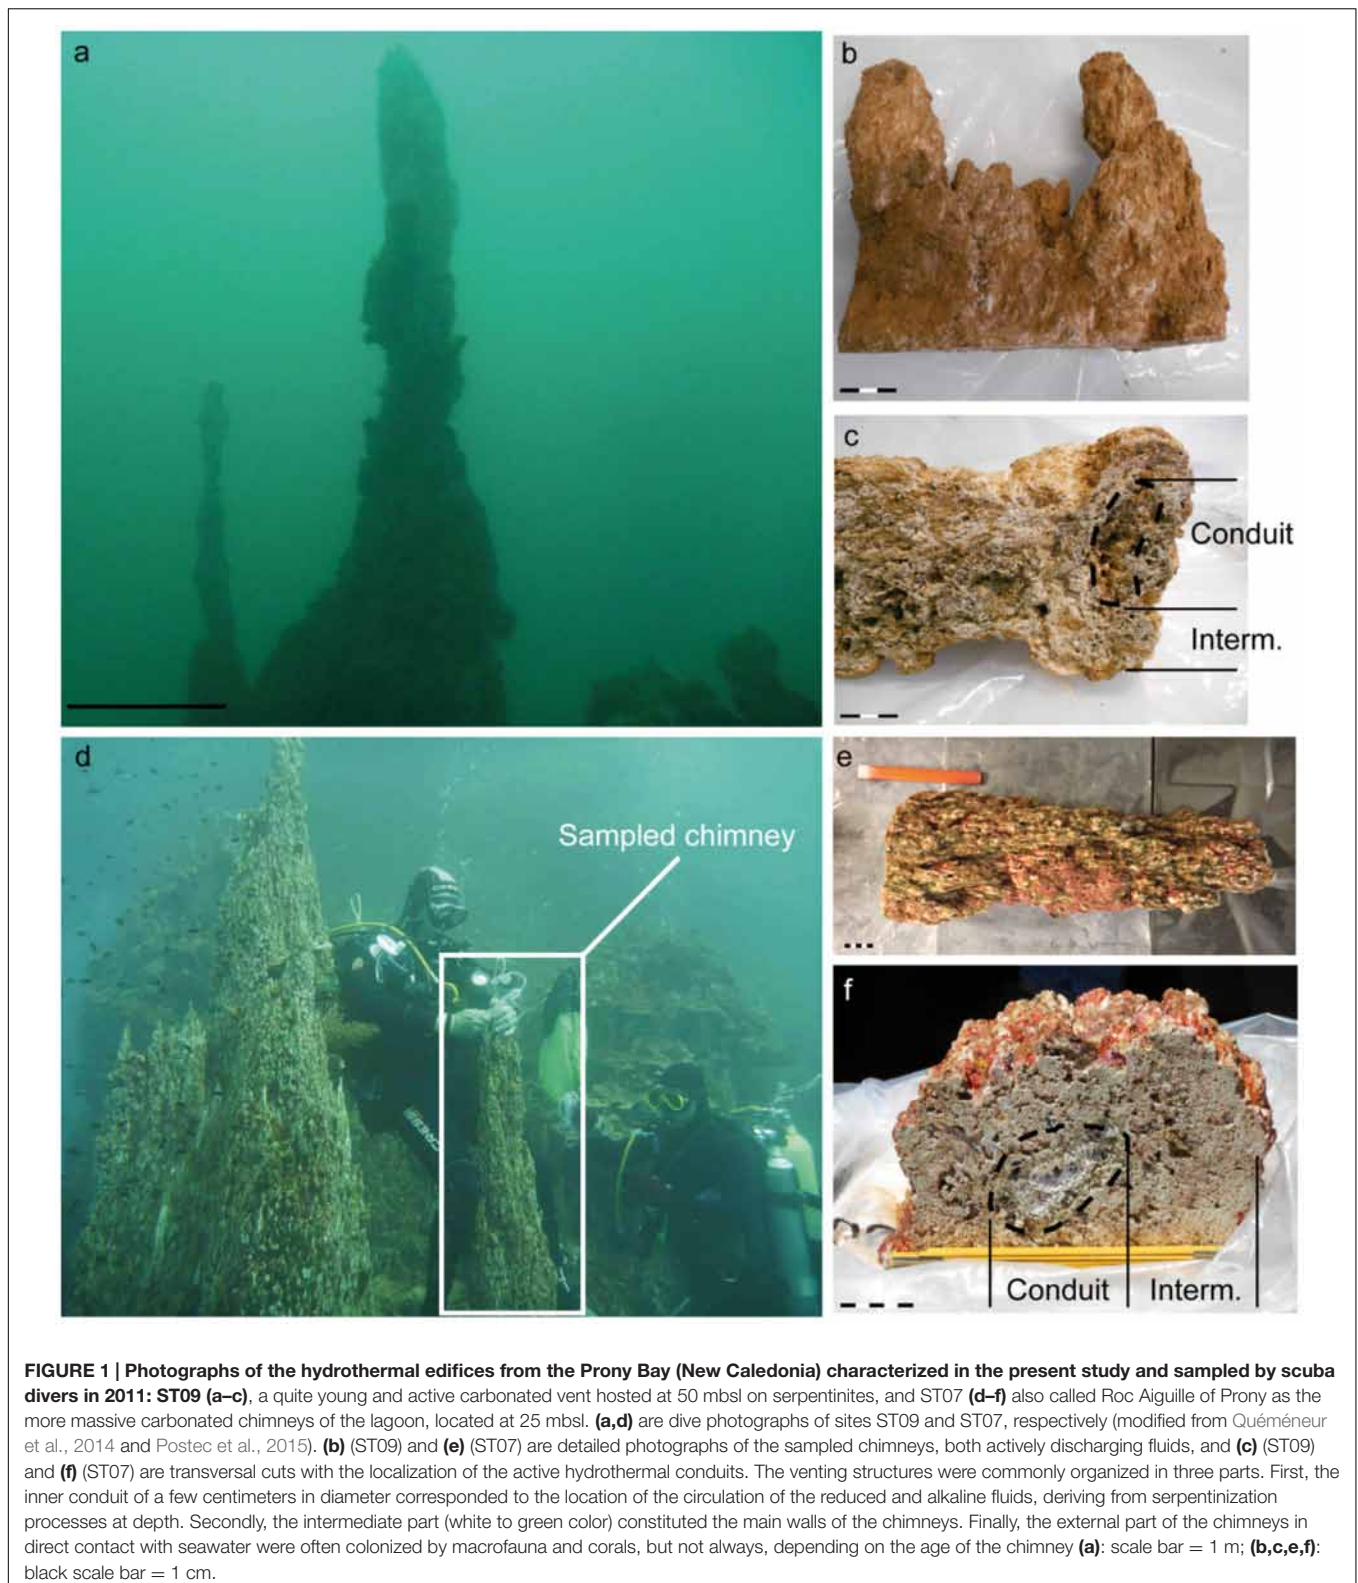 a
b
c
Conduit
Interm.
d
Sampled chimney
e
f
Conduit
Interm.
FIGURE 1 | Photographs of the hydrothermal edifices from the Prony Bay (New Caledonia) characterized in the present study and sampled by scuba
divers in 2011: ST09 (a–c), a quite young and active carbonated vent hosted at 50 mbsl on serpentinites, and ST07 (d–f) also called Roc Aiguille of Prony as the
more massive carbonated chimneys of the lagoon, located at 25 mbsl. (a,d) are dive photographs of sites ST09 and ST07, respectively (modified from Quéméneur
et al., 2014 and Postec et al., 2015). (b) (ST09) and (e) (ST07) are detailed photographs of the sampled chimneys, both actively discharging fluids, and (c) (ST09)
and (f) (ST07) are transversal cuts with the localization of the active hydrothermal conduits. The venting structures were commonly organized in three parts. First, the
inner conduit of a few centimeters in diameter corresponded to the location of the circulation of the reduced and alkaline fluids, deriving from serpentinization
processes at depth. Secondly, the intermediate part (white to green color) constituted the main walls of the chimneys. Finally, the external part of the chimneys in
direct contact with seawater were often colonized by macrofauna and corals, but not always, depending on the age of the chimney (a): scale bar = 1 m; (b,c,e,f):
black scale bar = 1 cm.